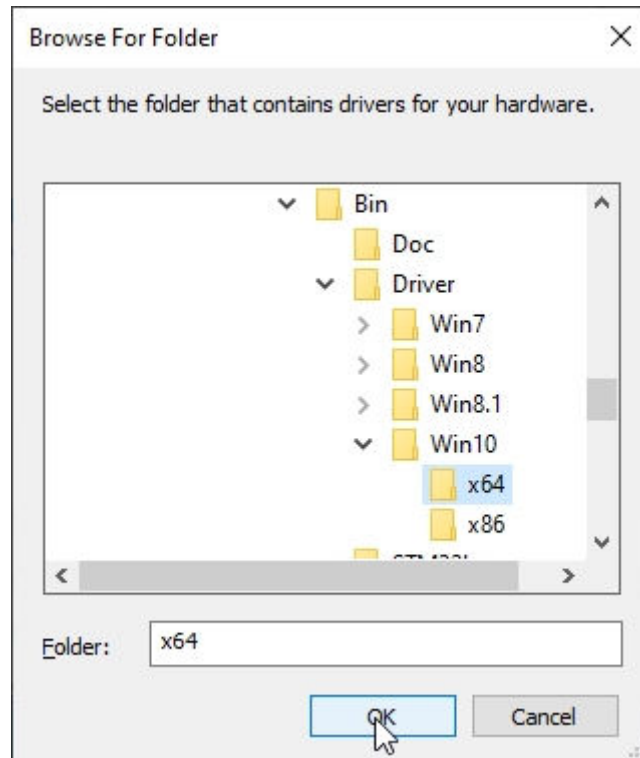 Browse For Folder
Select the folder that contains drivers for your hardware.
Bin
Doc
Driver
Win7
Win8
Win8.1
Win10
x64
x86
Folder: x64
OK Cancel